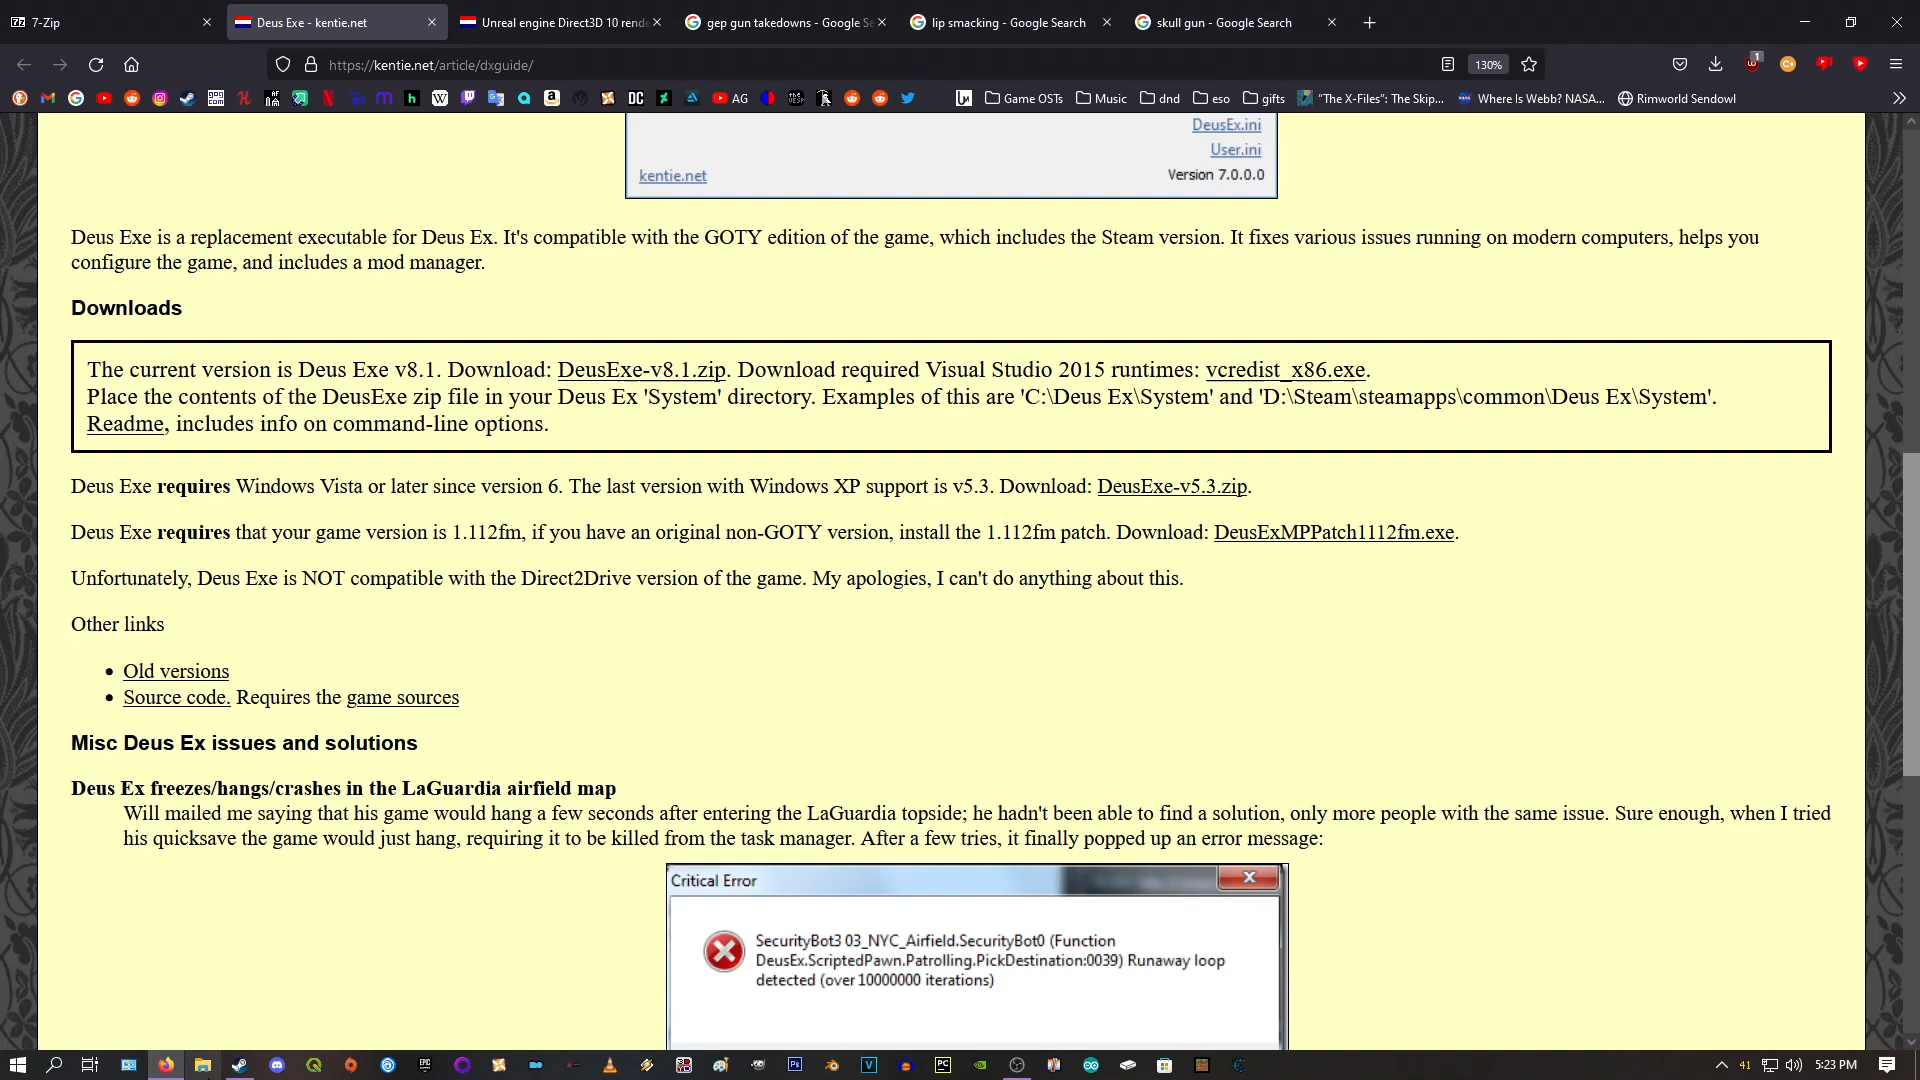 7-Zip
Deus Exe - kentie.net
Unreal engine Direct3D 10 rende
gep gun takedowns - Google Se
lip smacking - Google Search
skull gun - Google Search
https://kentie.net/article/dxguide/
130%
1
AG
DC
Game OSTs
Music
dnd
eso
gifts
"The X-Files": The Skip...
Where Is Webb? NASA...
Rimworld Sendowl
DeusEx.ini
User.ini
kentie.net
Version 7.0.0.0
Deus Exe is a replacement executable for Deus Ex. It's compatible with the GOTY edition of the game, which includes the Steam version. It fixes various issues running on modern computers, helps you
configure the game, and includes a mod manager.
Downloads
The current version is Deus Exe v8.1. Download: DeusExe-v8.1.zip. Download required Visual Studio 2015 runtimes: vcredist_x86.exe.
Place the contents of the DeusExe zip file in your Deus Ex 'System' directory. Examples of this are 'C:\Deus Ex\System' and 'D:\Steam\steamapps\common\Deus Ex\System'.
Readme, includes info on command-line options.
Deus Exe requires Windows Vista or later since version 6. The last version with Windows XP support is v5.3. Download: DeusExe-v5.3.zip.
Deus Exe requires that your game version is 1.112fm, if you have an original non-GOTY version, install the 1.112fm patch. Download: DeusExMPPatch1112fm.exe.
Unfortunately, Deus Exe is NOT compatible with the Direct2Drive version of the game. My apologies, I can't do anything about this.
Other links
• Old versions
• Source code. Requires the game sources
Misc Deus Ex issues and solutions
Deus Ex freezes/hangs/crashes in the LaGuardia airfield map
Will mailed me saying that his game would hang a few seconds after entering the LaGuardia topside; he hadn't been able to find a solution, only more people with the same issue. Sure enough, when I tried
his quicksave the game would just hang, requiring it to be killed from the task manager. After a few tries, it finally popped up an error message:
Critical Error
SecurityBot3 03_NYC_Airfield.SecurityBot0 (Function
DeusEx.ScriptedPawn.Patrolling.PickDestination:0039) Runaway loop
detected (over 10000000 iterations)
41
5:23 PM